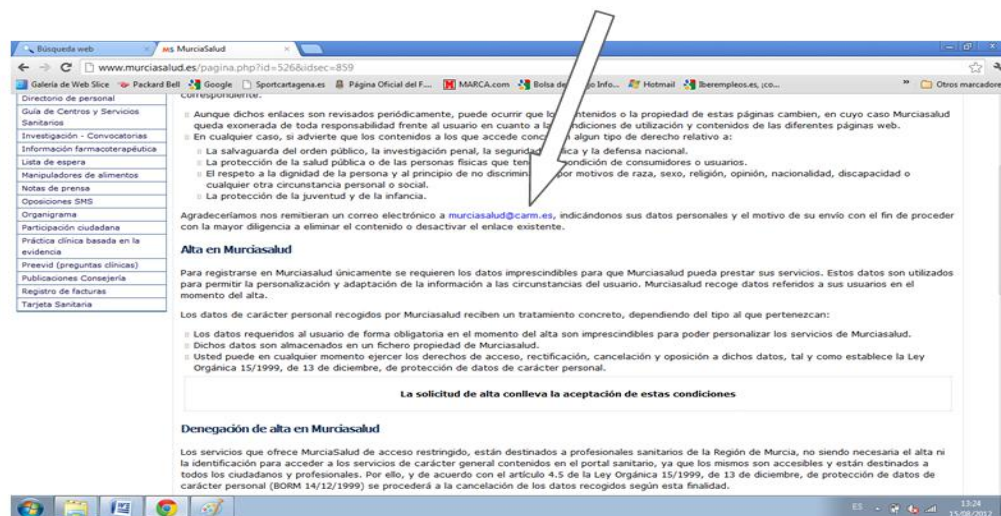 Búsqueda web
MS MurciaSalud
www.murciasalud.es/pagina.php?id=526&idsec=859
Galería de Web Slice
Packard Bell
Google
Sportcartagena.es
Página Oficial del F....
MARCA.com
Bolsa de
Info...
Hotmail
Iberempleos.es, ¡co...
»
Otros marcadore
Directorio de personal
Guía de Centros y Servicios
Sanitarios
Investigación - Convocatorias
Información farmacoterapéutica
Lista de espera
Manipuladores de alimentos
Notas de prensa
Oposiciones SMS
Organigrama
Participación ciudadana
Práctica clínica basada en la
evidencia
Preevid (preguntas clínicas)
Publicaciones Consejería
Registro de facturas
Tarjeta Sanitaria
correspondiente.
Aunque dichos enlaces son revisados periódicamente, puede ocurrir que los contenidos o la propiedad de estas páginas cambien, en cuyo caso Murciasalud
queda exonerada de toda responsabilidad frente al usuario en cuanto a las condiciones de utilización y contenidos de las diferentes páginas web.
En cualquier caso, si advierte que los contenidos a los que accede algun tipo de derecho relativo a:
La salvaguarda del orden público, la investigación penal, la seguridad pública y la defensa nacional.
La protección de la salud pública o de las personas físicas que condición de consumidores o usuarios.
El respeto a la dignidad de la persona y al principio de no discriminación por motivos de raza, sexo, religión, opinión, nacionalidad, discapacidad o
cualquier otra circunstancia personal o social.
La protección de la juventud y de la infancia.
Agradeceríamos nos remitieran un correo electrónico a murciasalud@carm.es, indicándonos sus datos personales y el motivo de su envío con el fin de proceder
con la mayor diligencia a eliminar el contenido o desactivar el enlace existente.
Alta en Murciasalud
Para registrarse en Murciasalud únicamente se requieren los datos imprescindibles para que Murciasalud pueda prestar sus servicios. Estos datos son utilizados
para permitir la personalización y adaptación de la información a las circunstancias del usuario. Murciasalud recoge datos referidos a sus usuarios en el
momento del alta.
Los datos de carácter personal recogidos por Murciasalud reciben un tratamiento concreto, dependiendo del tipo al que pertenezcan:
Los datos requeridos al usuario de forma obligatoria en el momento del alta son imprescindibles para poder personalizar los servicios de Murciasalud.
Dichos datos son almacenados en un fichero propiedad de Murciasalud.
Usted puede en cualquier momento ejercer los derechos de acceso, rectificación, cancelación y oposición a dichos datos, tal y como establece la Ley
Orgánica 15/1999, de 13 de diciembre, de protección de datos de carácter personal.
La solicitud de alta conlleva la aceptación de estas condiciones
Denegación de alta en Murciasalud
Los servicios que ofrece MurciaSalud de acceso restringido, están destinados a profesionales sanitarios de la Región de Murcia, no siendo necesaria el alta ni
la identificación para acceder a los servicios de carácter general contenidos en el portal sanitario, ya que los mismos son accesibles y están destinados a
todos los ciudadanos y profesionales. Por ello, y de acuerdo con el artículo 4.5 de la Ley Orgánica 15/1999, de 13 de diciembre, de protección de datos de
carácter personal (BORM 14/12/1999) se procederá a la cancelación de los datos recogidos según esta finalidad.
ES
13:24
15/08/2012